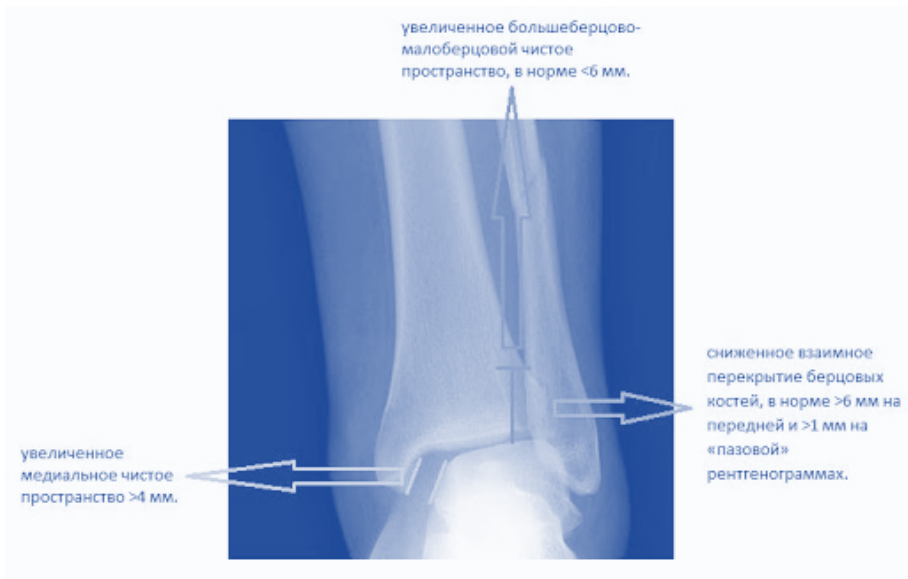 увеличенное большеберцово-
малоберцовой чистое
пространство, в норме <6 мм.
сниженное взаимное
перекрытие берцовых
костей, в норме >6 мм на
передней и >1 мм на
«пазовой»
рентгенограммах.
увеличенное
медиальное чистое
пространство >4 мм.